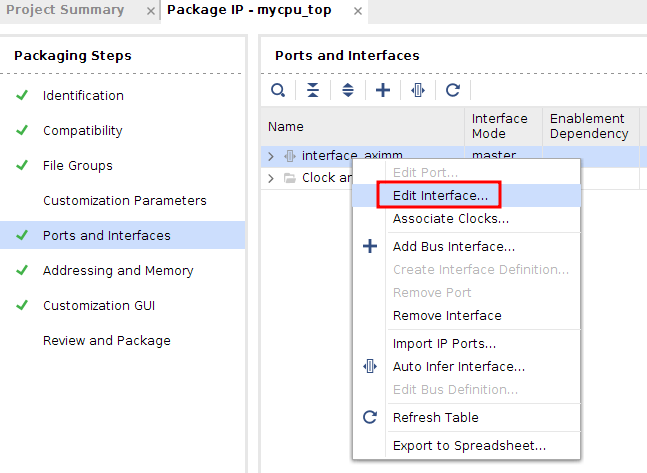 Project Summary
Package IP - mycpu_top
Packaging Steps
Identification
Compatibility
File Groups
Customization Parameters
Ports and Interfaces
Addressing and Memory
Customization GUI
Review and Package
Ports and Interfaces
Name
Interface
Mode
Enablement
Dependency
interface_aximm
master
Clock an
Edit Port...
Edit Interface...
Associate Clocks...
Add Bus Interface...
Create Interface Definition...
Remove Port
Remove Interface
Import IP Ports...
Auto Infer Interface...
Edit Bus Definition...
Refresh Table
Export to Spreadsheet...